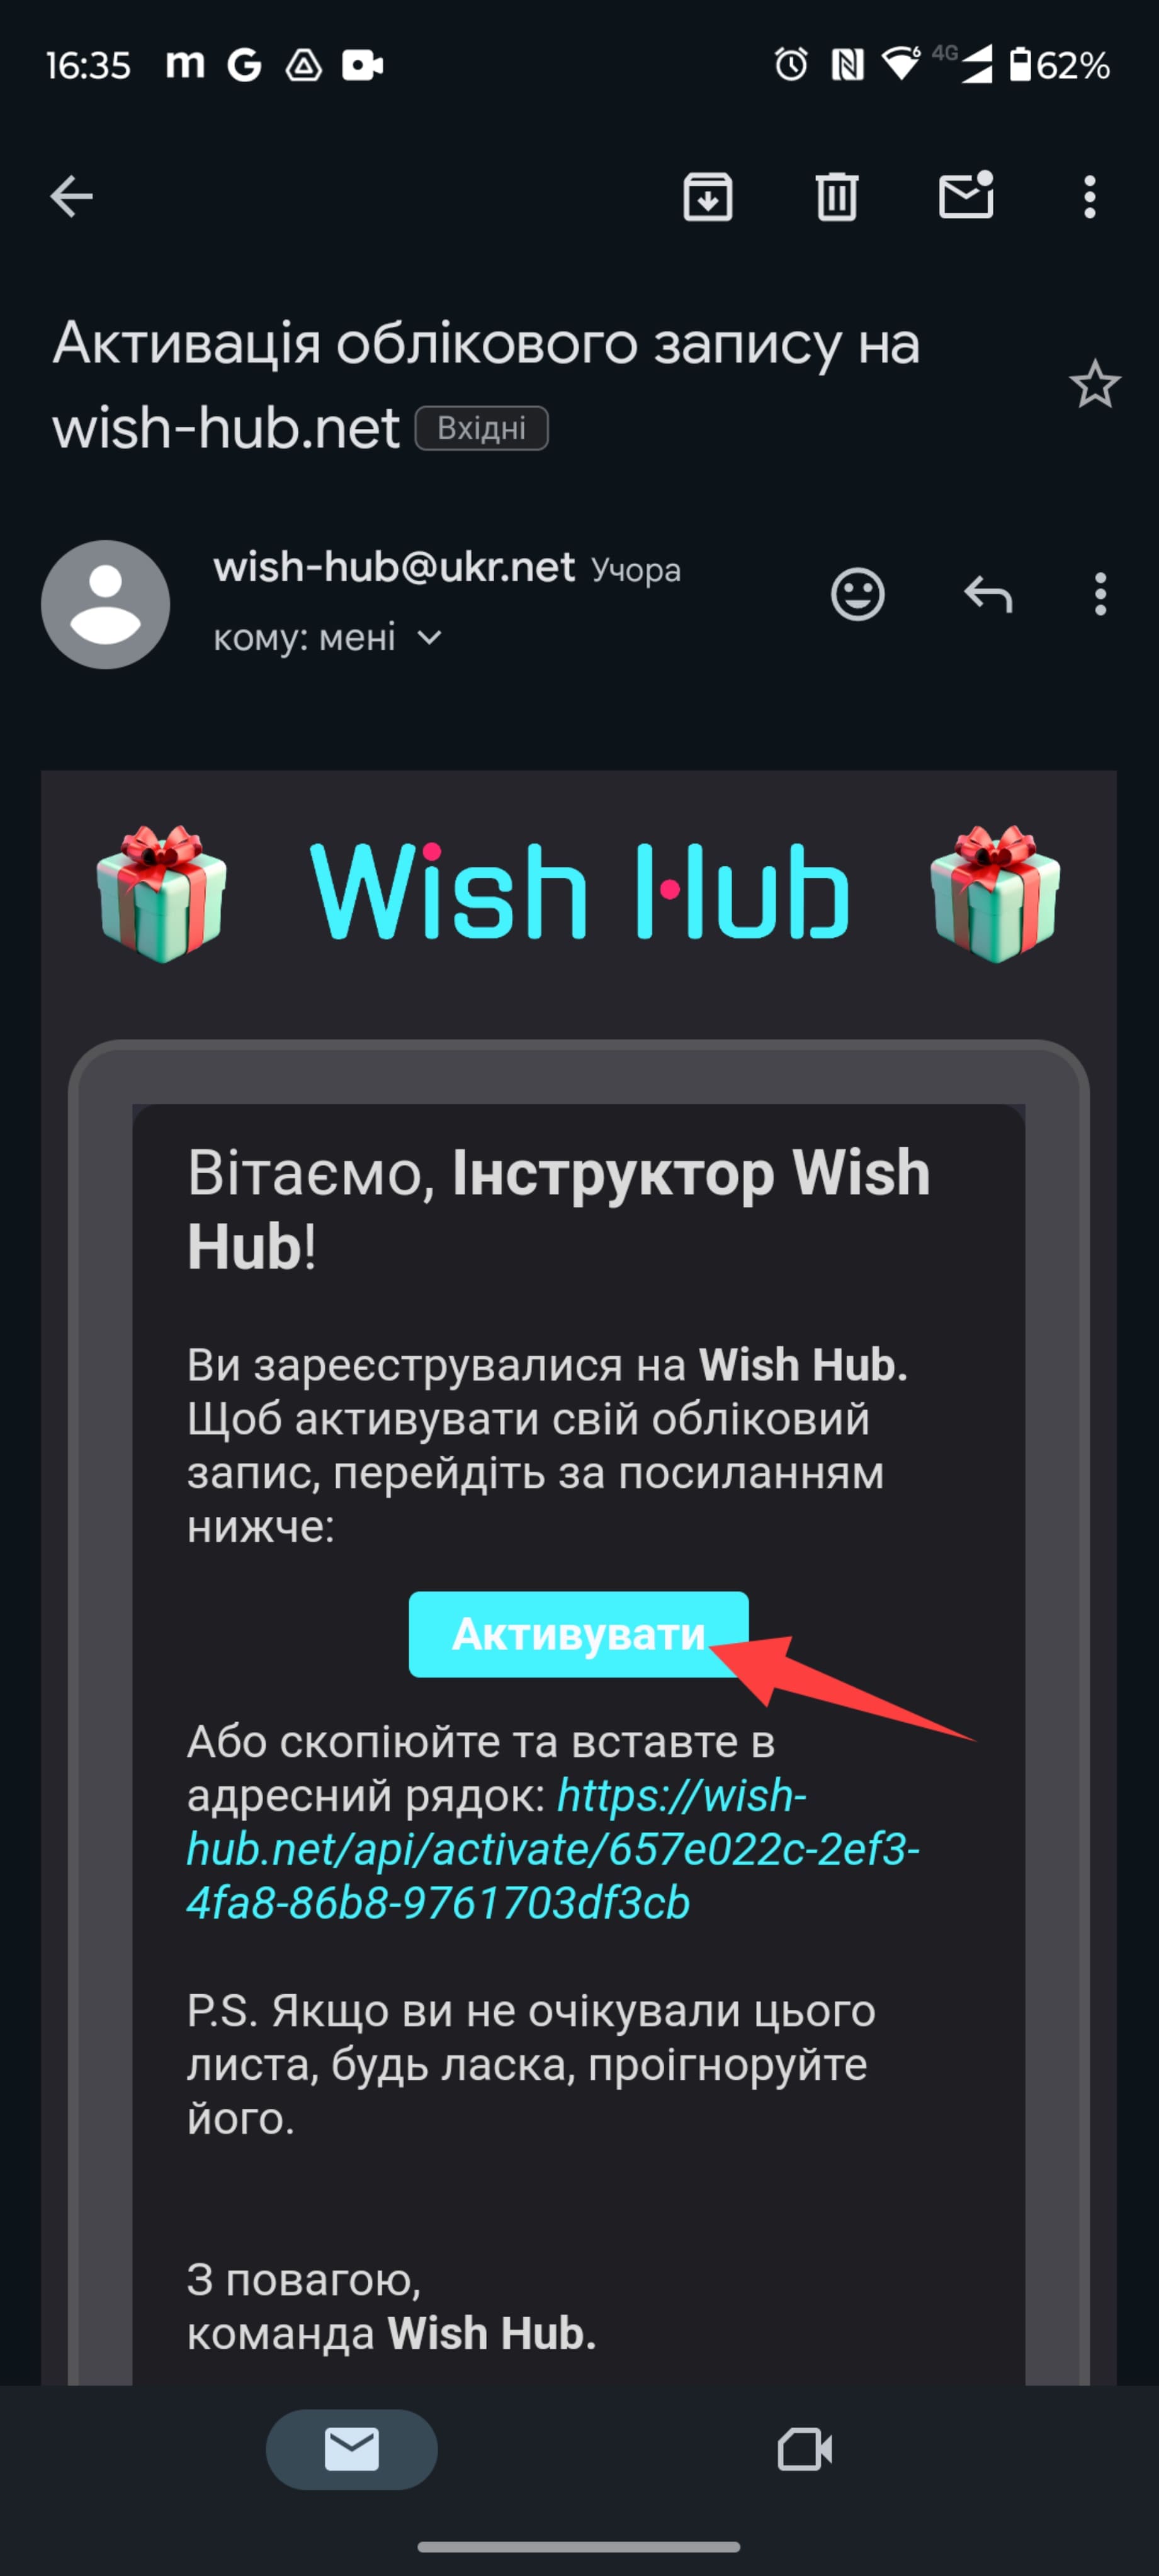 16:35 m G 6 4G 62%
Активація облікового запису на
wish-hub.net Вхідні
wish-hub@ukr.net Учора
кому: мені
Wish Hub
Вітаємо, Інструктор Wish
Hub!
Ви зареєструвалися на Wish Hub.
Щоб активувати свій обліковий
запис, перейдіть за посиланням
нижче:
Активувати
Або скопіюйте та вставте в
адресний рядок: https://wish-
hub.net/api/activate/657e022c-2ef3-
4fa8-86b8-9761703df3cb
P.S. Якщо ви не очікували цього
листа, будь ласка, проігноруйте
його.
З повагою,
команда Wish Hub.